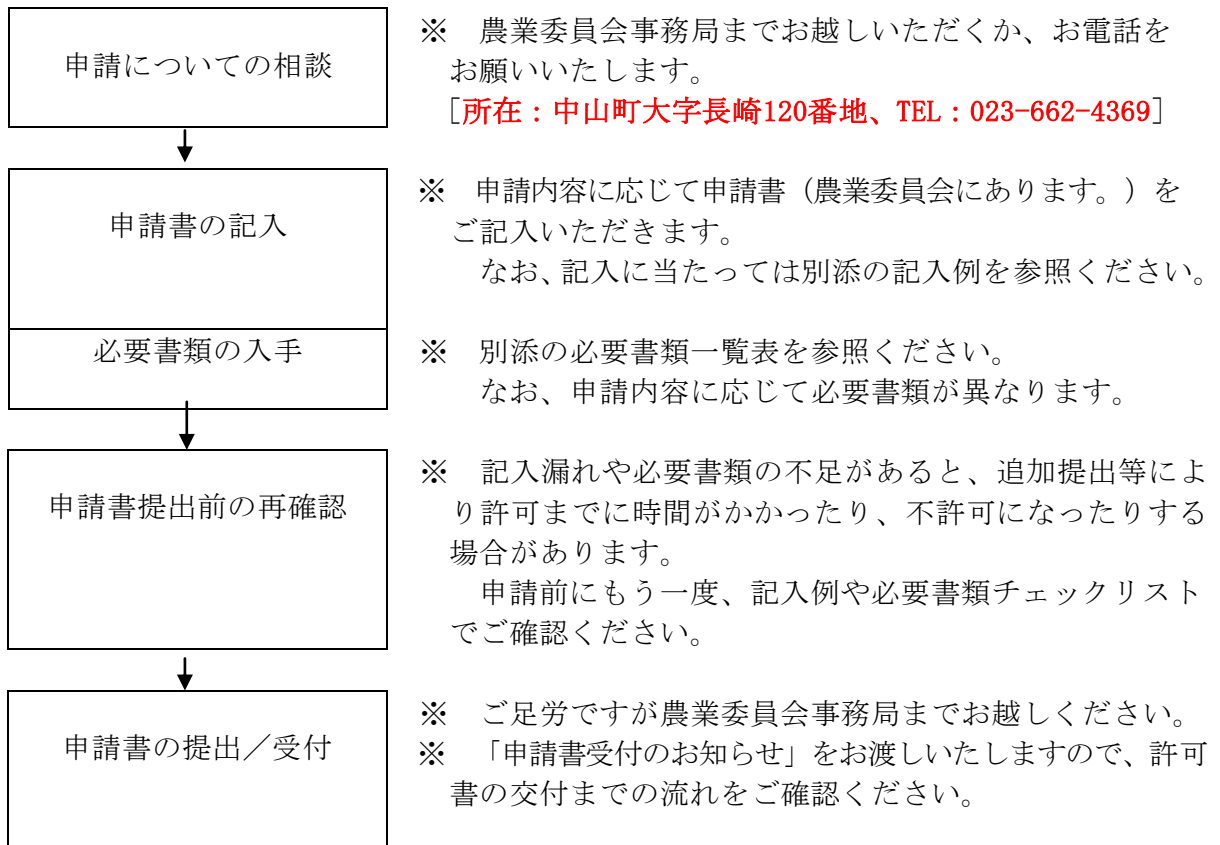 申請についての相談
※　農業委員会事務局までお越しいただくか、お電話を
お願いいたします。
［所在：中山町大字長崎120番地、TEL：023-662-4369］
申請書の記入
※　申請内容に応じて申請書（農業委員会にあります。）を
ご記入いただきます。
なお、記入に当たっては別添の記入例を参照ください。
必要書類の入手
※　別添の必要書類一覧表を参照ください。
なお、申請内容に応じて必要書類が異なります。
申請書提出前の再確認
※　記入漏れや必要書類の不足があると、追加提出等によ
り許可までに時間がかかったり、不許可になったりする
場合があります。
申請前にもう一度、記入例や必要書類チェックリスト
でご確認ください。
申請書の提出／受付
※　ご足労ですが農業委員会事務局までお越しください。
※　「申請書受付のお知らせ」をお渡しいたしますので、許可
書の交付までの流れをご確認ください。